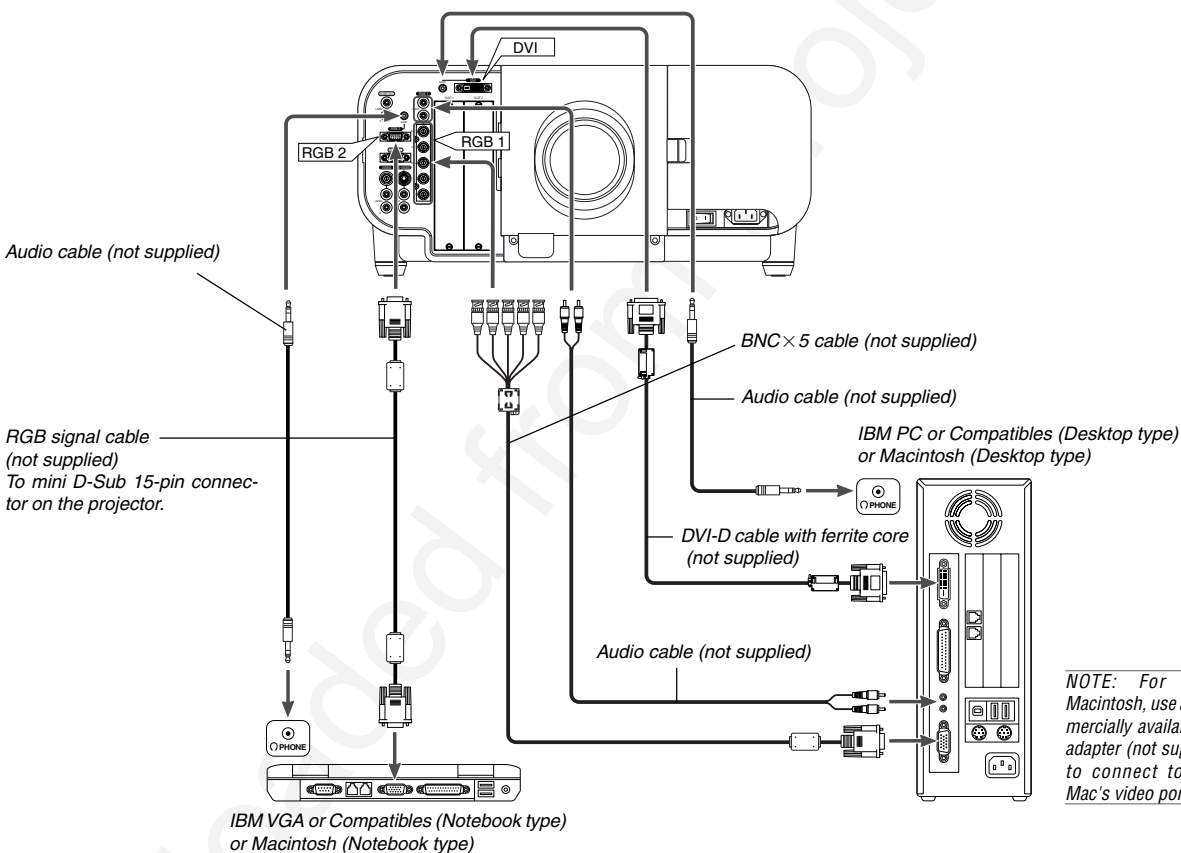 DVI
RGB 2
RGB 1
Audio cable (not supplied)
BNC×5 cable (not supplied)
Audio cable (not supplied)
RGB signal cable
(not supplied)
To mini D-Sub 15-pin connec-
tor on the projector.
IBM PC or Compatibles (Desktop type)
or Macintosh (Desktop type)
PHONE
DVI-D cable with ferrite core
(not supplied)
Audio cable (not supplied)
NOTE: For
Macintosh, use
mercially availa
adapter (not sup
to connect to
Mac's video por
PHONE
IBM VGA or Compatibles (Notebook type)
or Macintosh (Notebook type)
aded from roj